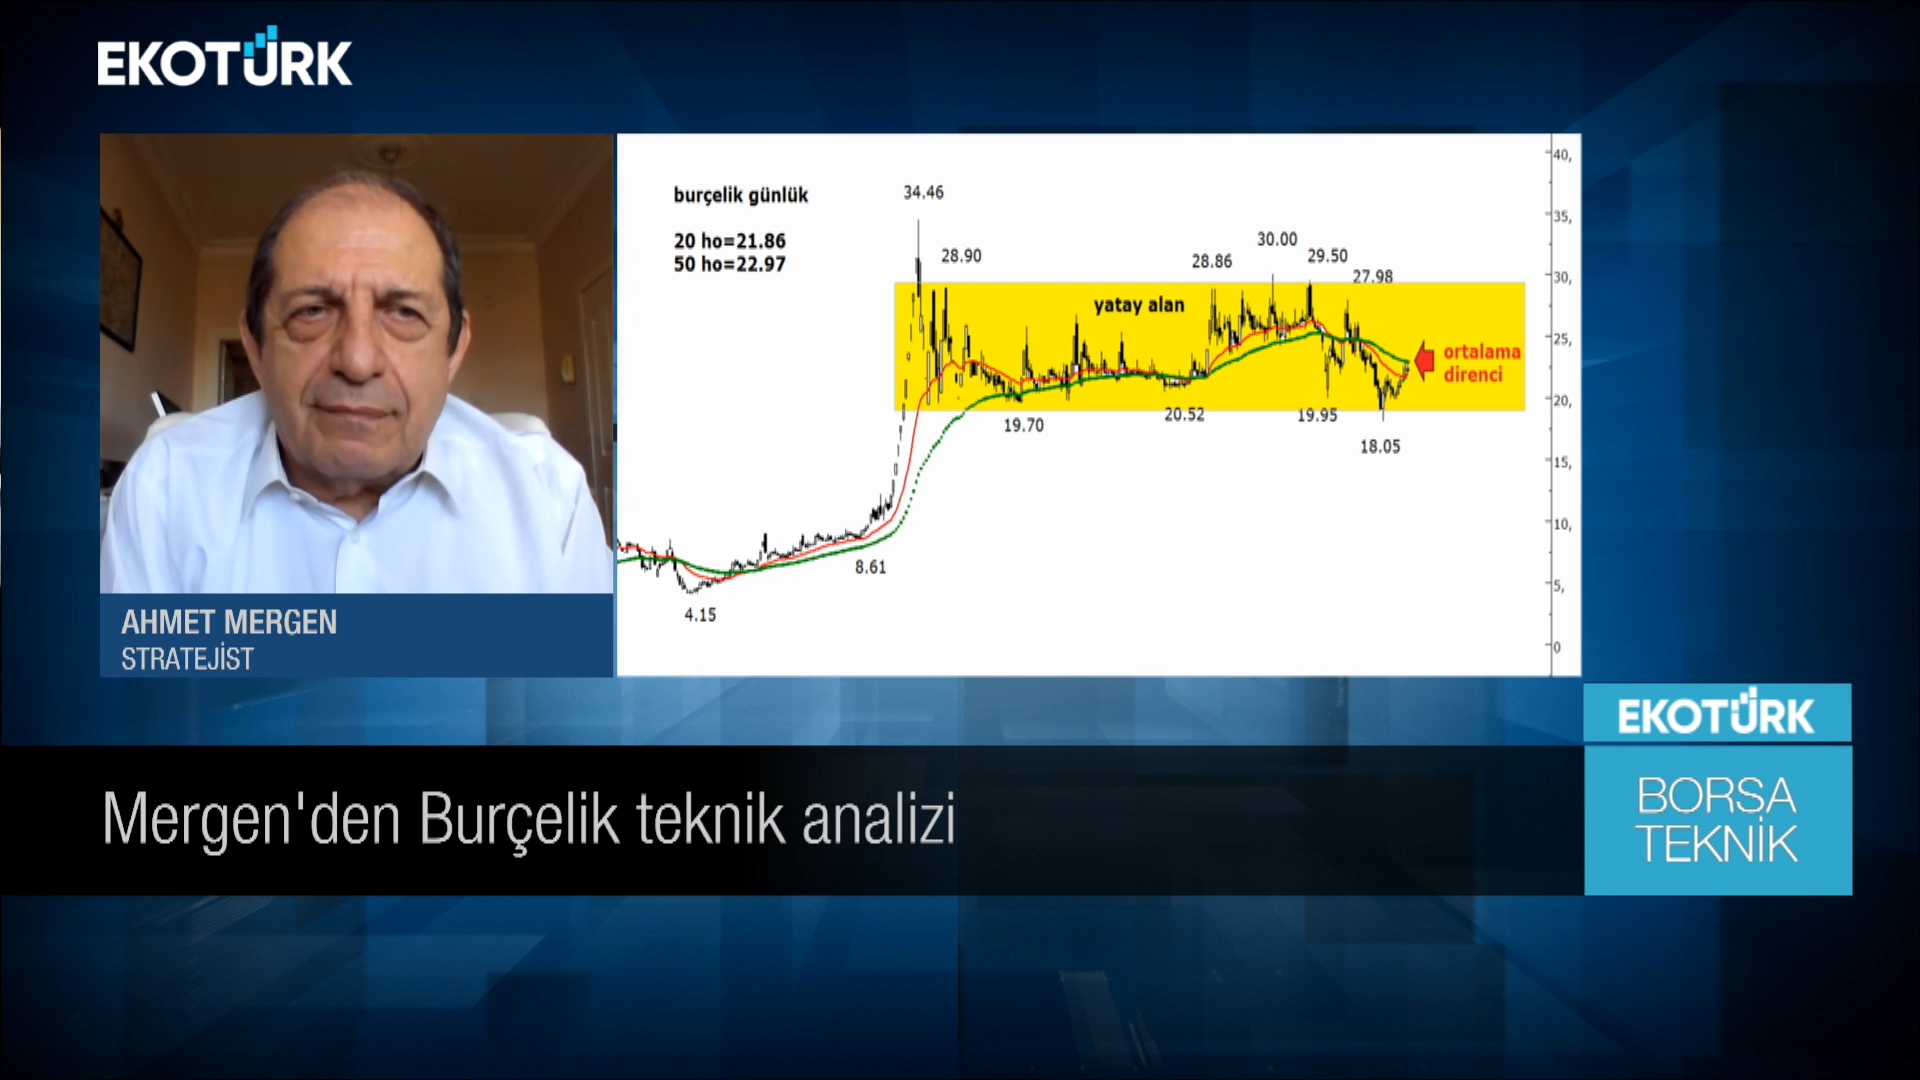 EKOTÜRK
burçelik günlük
20 ho=21.86
50 ho=22.97
34.46
28.90
28.86
30.00
29.50
27.98
yatay alan
ortalama
direnci
19.70
20.52
19.95
18.05
8.61
4.15
40,
35,
30,
25,
20,
15,
10,
5,
0
AHMET MERGEN
STRATEJİST
EKOTÜRK
Mergen'den Burçelik teknik analizi
BORSA
TEKNİK